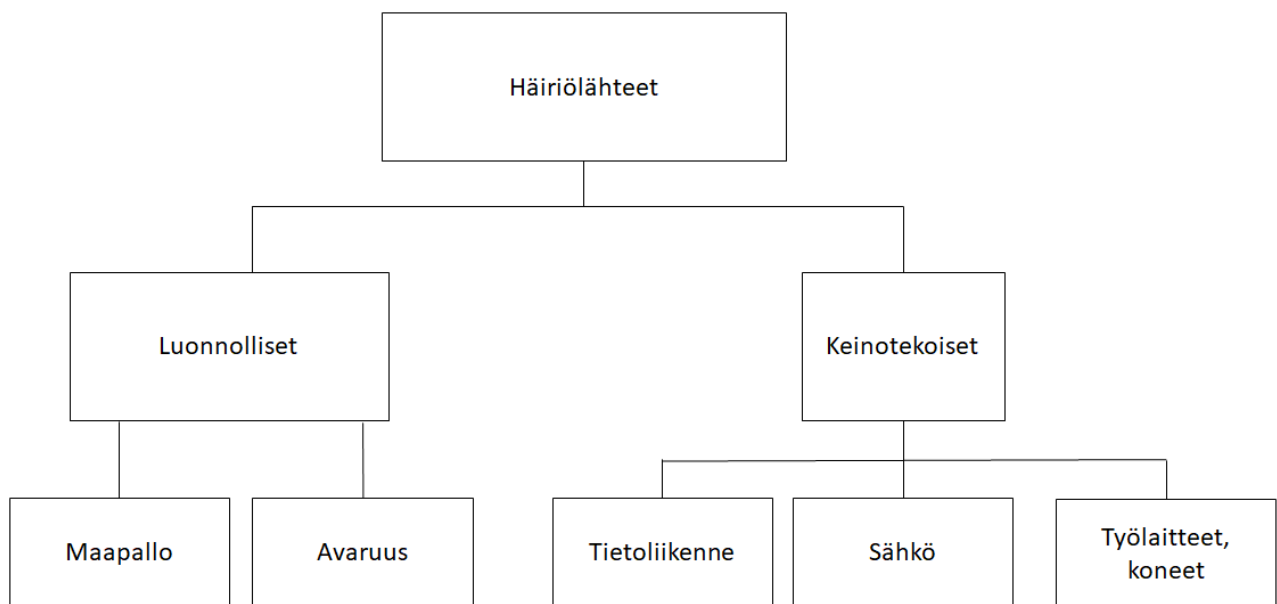 Häiriölähteet
Luonnolliset
Keinotekoiset
Maapallo
Avaruus
Tietoliikenne
Sähkö
Työlaitteet,
koneet